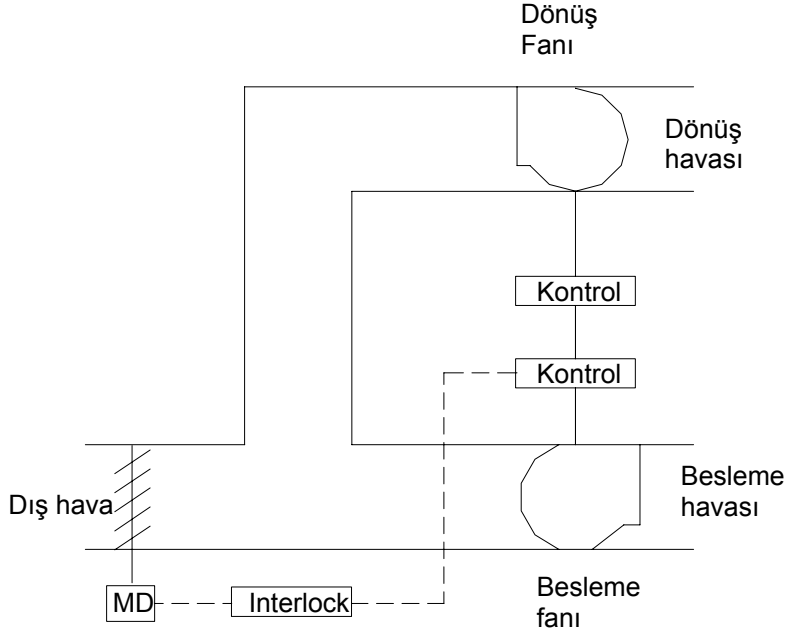 Dönüş
Fanı
Dönüş
havası
Kontrol
Kontrol
Dış hava
Besleme
havası
MD
Interlock
Besleme
fanı